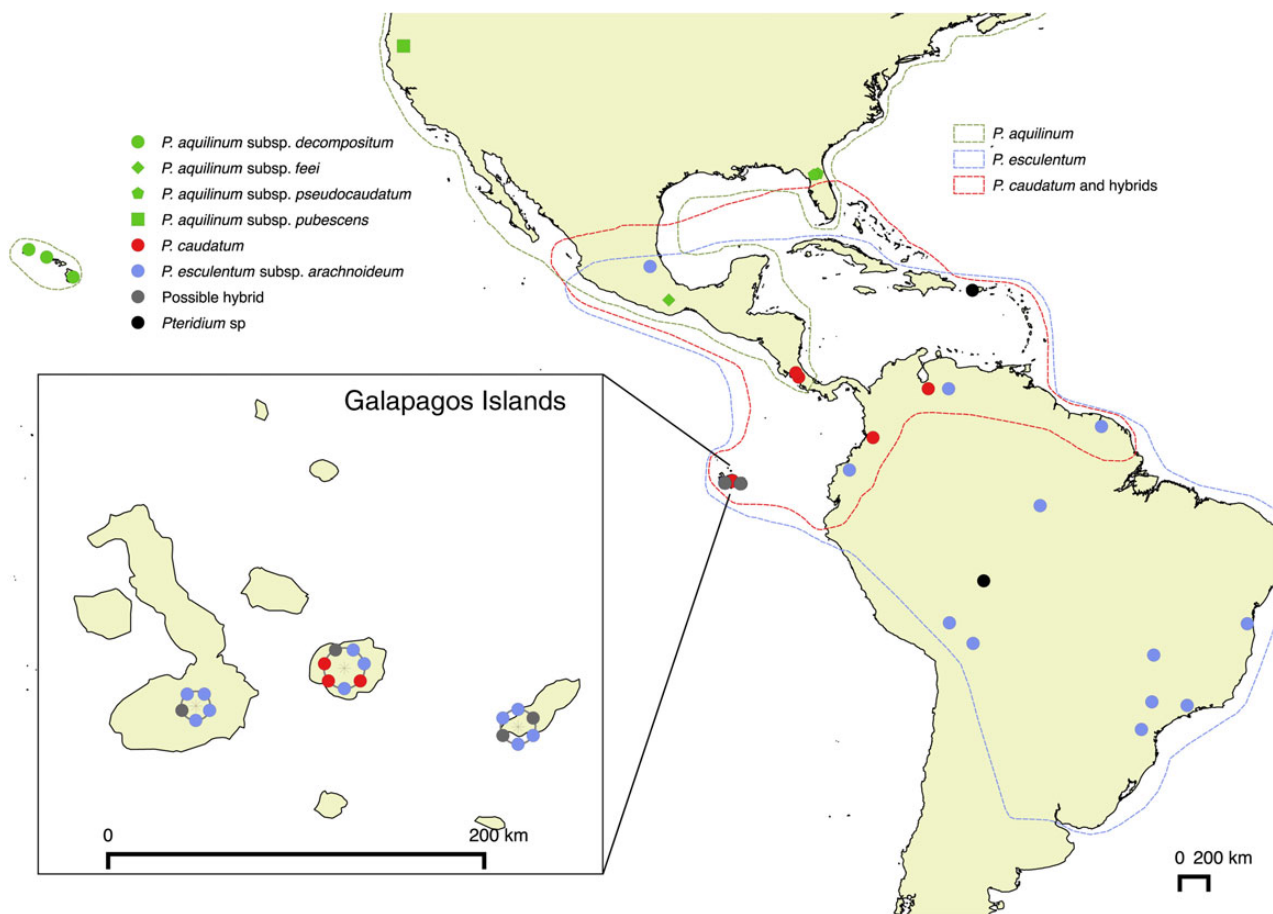 P. aquilinum subsp. decompositum
P. aquilinum subsp. feei
P. aquilinum subsp. pseudocaudatum
P. aquilinum subsp. pubescens
P. caudatum
P. esculentum subsp. arachnoideum
Possible hybrid
Pteridium sp
P. aquilinum
P. esculentum
P. caudatum and hybrids
Galapagos Islands
0
200 km
0 200 km